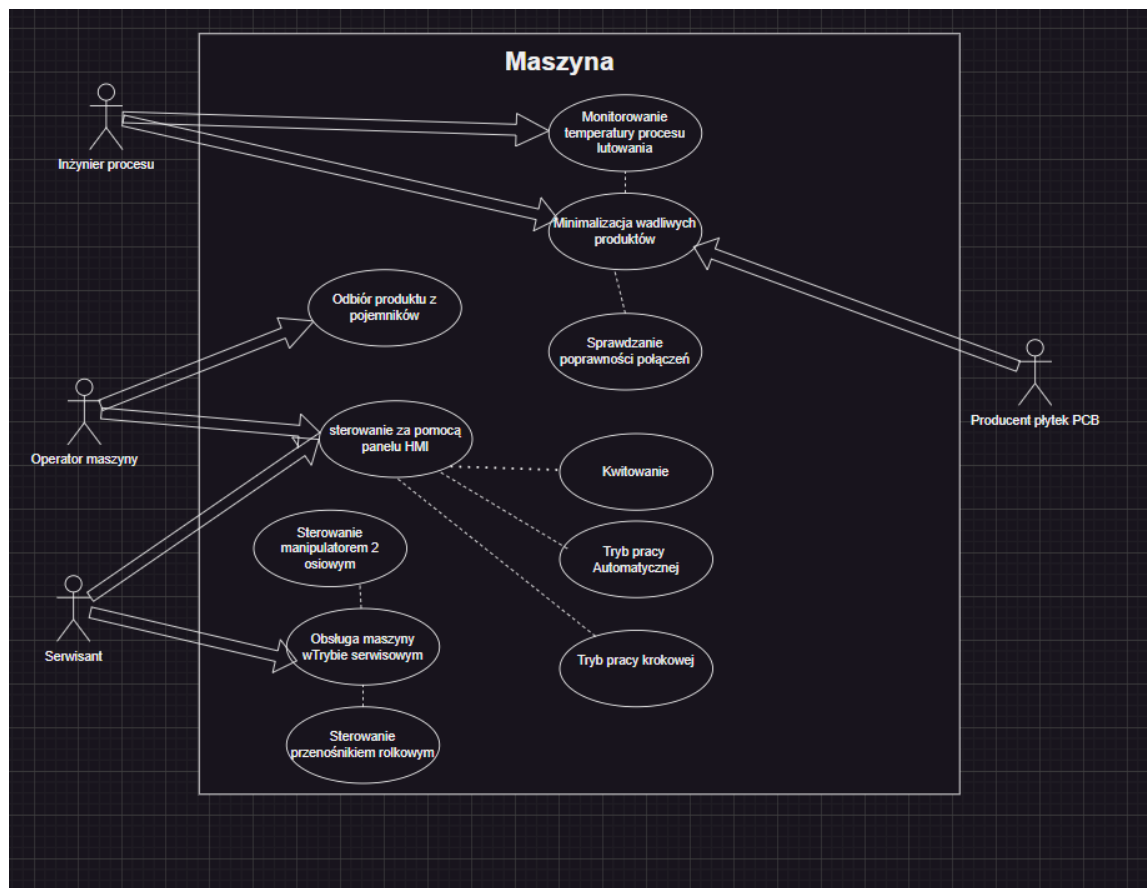 Maszyna
Monitorowanie
temperatury procesu
lutowania
Inżynier procesu
Minimalizacja wadliwych
produktów
Odbiór produktu z
pojemników
Sprawdzanie
poprawności połączeń
Producent płytek PCB
sterowanie za pomocą
panelu HMI
Operator maszyny
Kwitowanie
Sterowanie
manipulatorem 2
osiowym
Tryb pracy
Automatycznej
Serwisant
Obsługa maszyny
wTrybie serwisowym
Tryb pracy krokowej
Sterowanie
przenośnikiem rolkowym